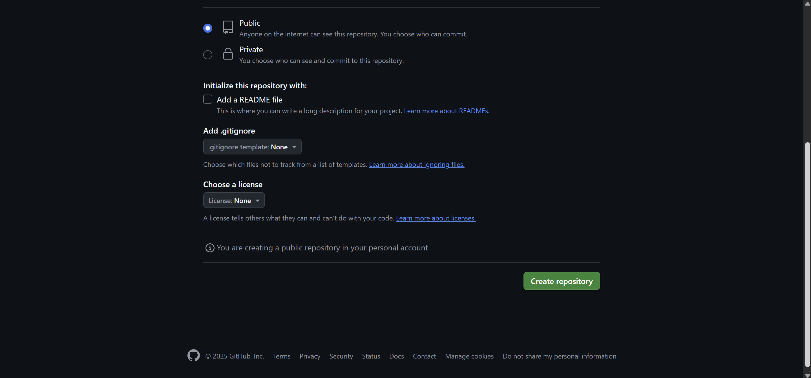 Public
Anyone on the internet can see this repository. You choose who can commit.
Private
You choose who can see and commit to this repository.
Initialize this repository with:
Add a README file
This is where you can write a long description for your project. Learn more about READMEs.
Add .gitignore
.gitignore template: None
Choose which files not to track from a list of templates. Learn more about ignoring files.
Choose a license
License: None
A license tells others what they can and can't do with your code. Learn more about licenses.
You are creating a public repository in your personal account.
Create repository
© 2025 GitHub, Inc. Terms Privacy Security Status Docs Contact Manage cookies Do not share my personal information